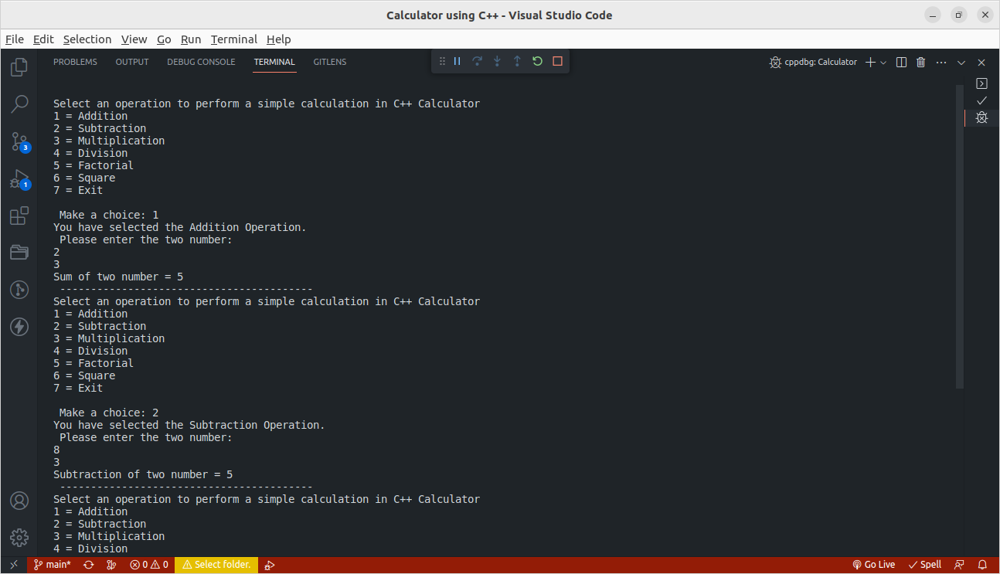 Calculator using C++ - Visual Studio Code
File Edit Selection View Go Run Terminal Help
PROBLEMS OUTPUT DEBUG CONSOLE TERMINAL GITLENS cppdbg: Calculator
Select an operation to perform a simple calculation in C++ Calculator
1 = Addition
2 = Subtraction
3 = Multiplication
4 = Division
5 = Factorial
6 = Square
7 = Exit
Make a choice: 1
You have selected the Addition Operation.
Please enter the two number:
2
3
Sum of two number = 5
-----------------------------------------
Select an operation to perform a simple calculation in C++ Calculator
1 = Addition
2 = Subtraction
3 = Multiplication
4 = Division
5 = Factorial
6 = Square
7 = Exit
Make a choice: 2
You have selected the Subtraction Operation.
Please enter the two number:
8
3
Subtraction of two number = 5
-----------------------------------------
Select an operation to perform a simple calculation in C++ Calculator
1 = Addition
2 = Subtraction
3 = Multiplication
4 = Division
3
1
main* 0 0 Select folder. Go Live Spell